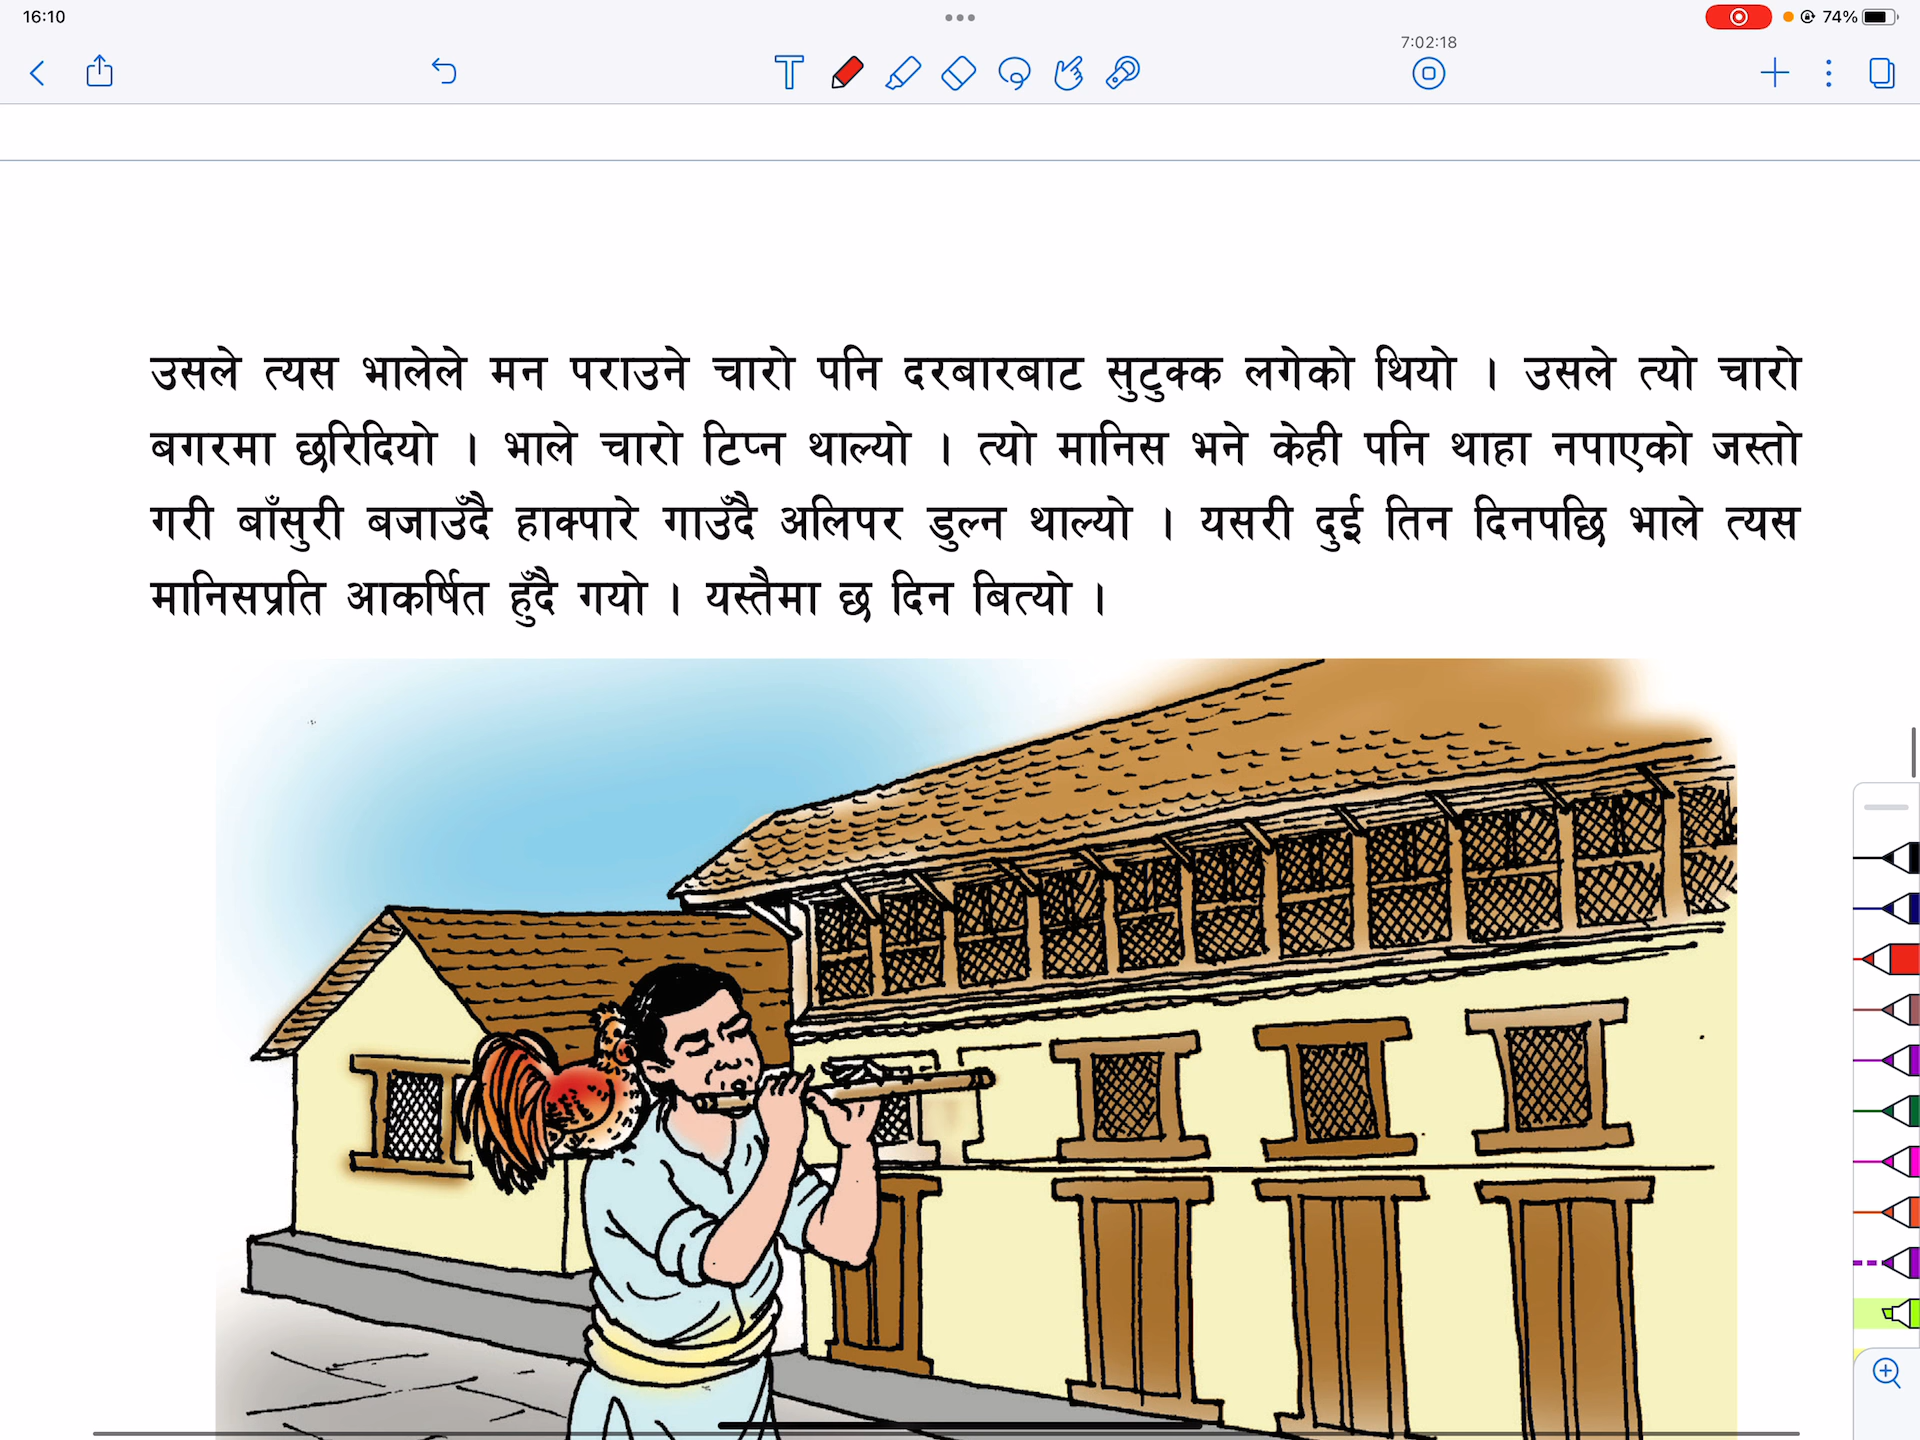 16:10
74%
7:02:18
उसले त्यस भालेले मन पराउने चारो पनि दरबारबाट सुटुक्क लगेको थियो । उसले त्यो चारो
बगरमा छरिदियो । भाले चारो टिप्न थाल्यो । त्यो मानिस भने केही पनि थाहा नपाएको जस्तो
गरी बाँसुरी बजाउँदै हाक्पारे गाउँदै अलिपर डुल्न थाल्यो । यसरी दुई तिन दिनपछि भाले त्यस
मानिसप्रति आकर्षित हुँदै गयो । यस्तैमा छ दिन बित्यो ।